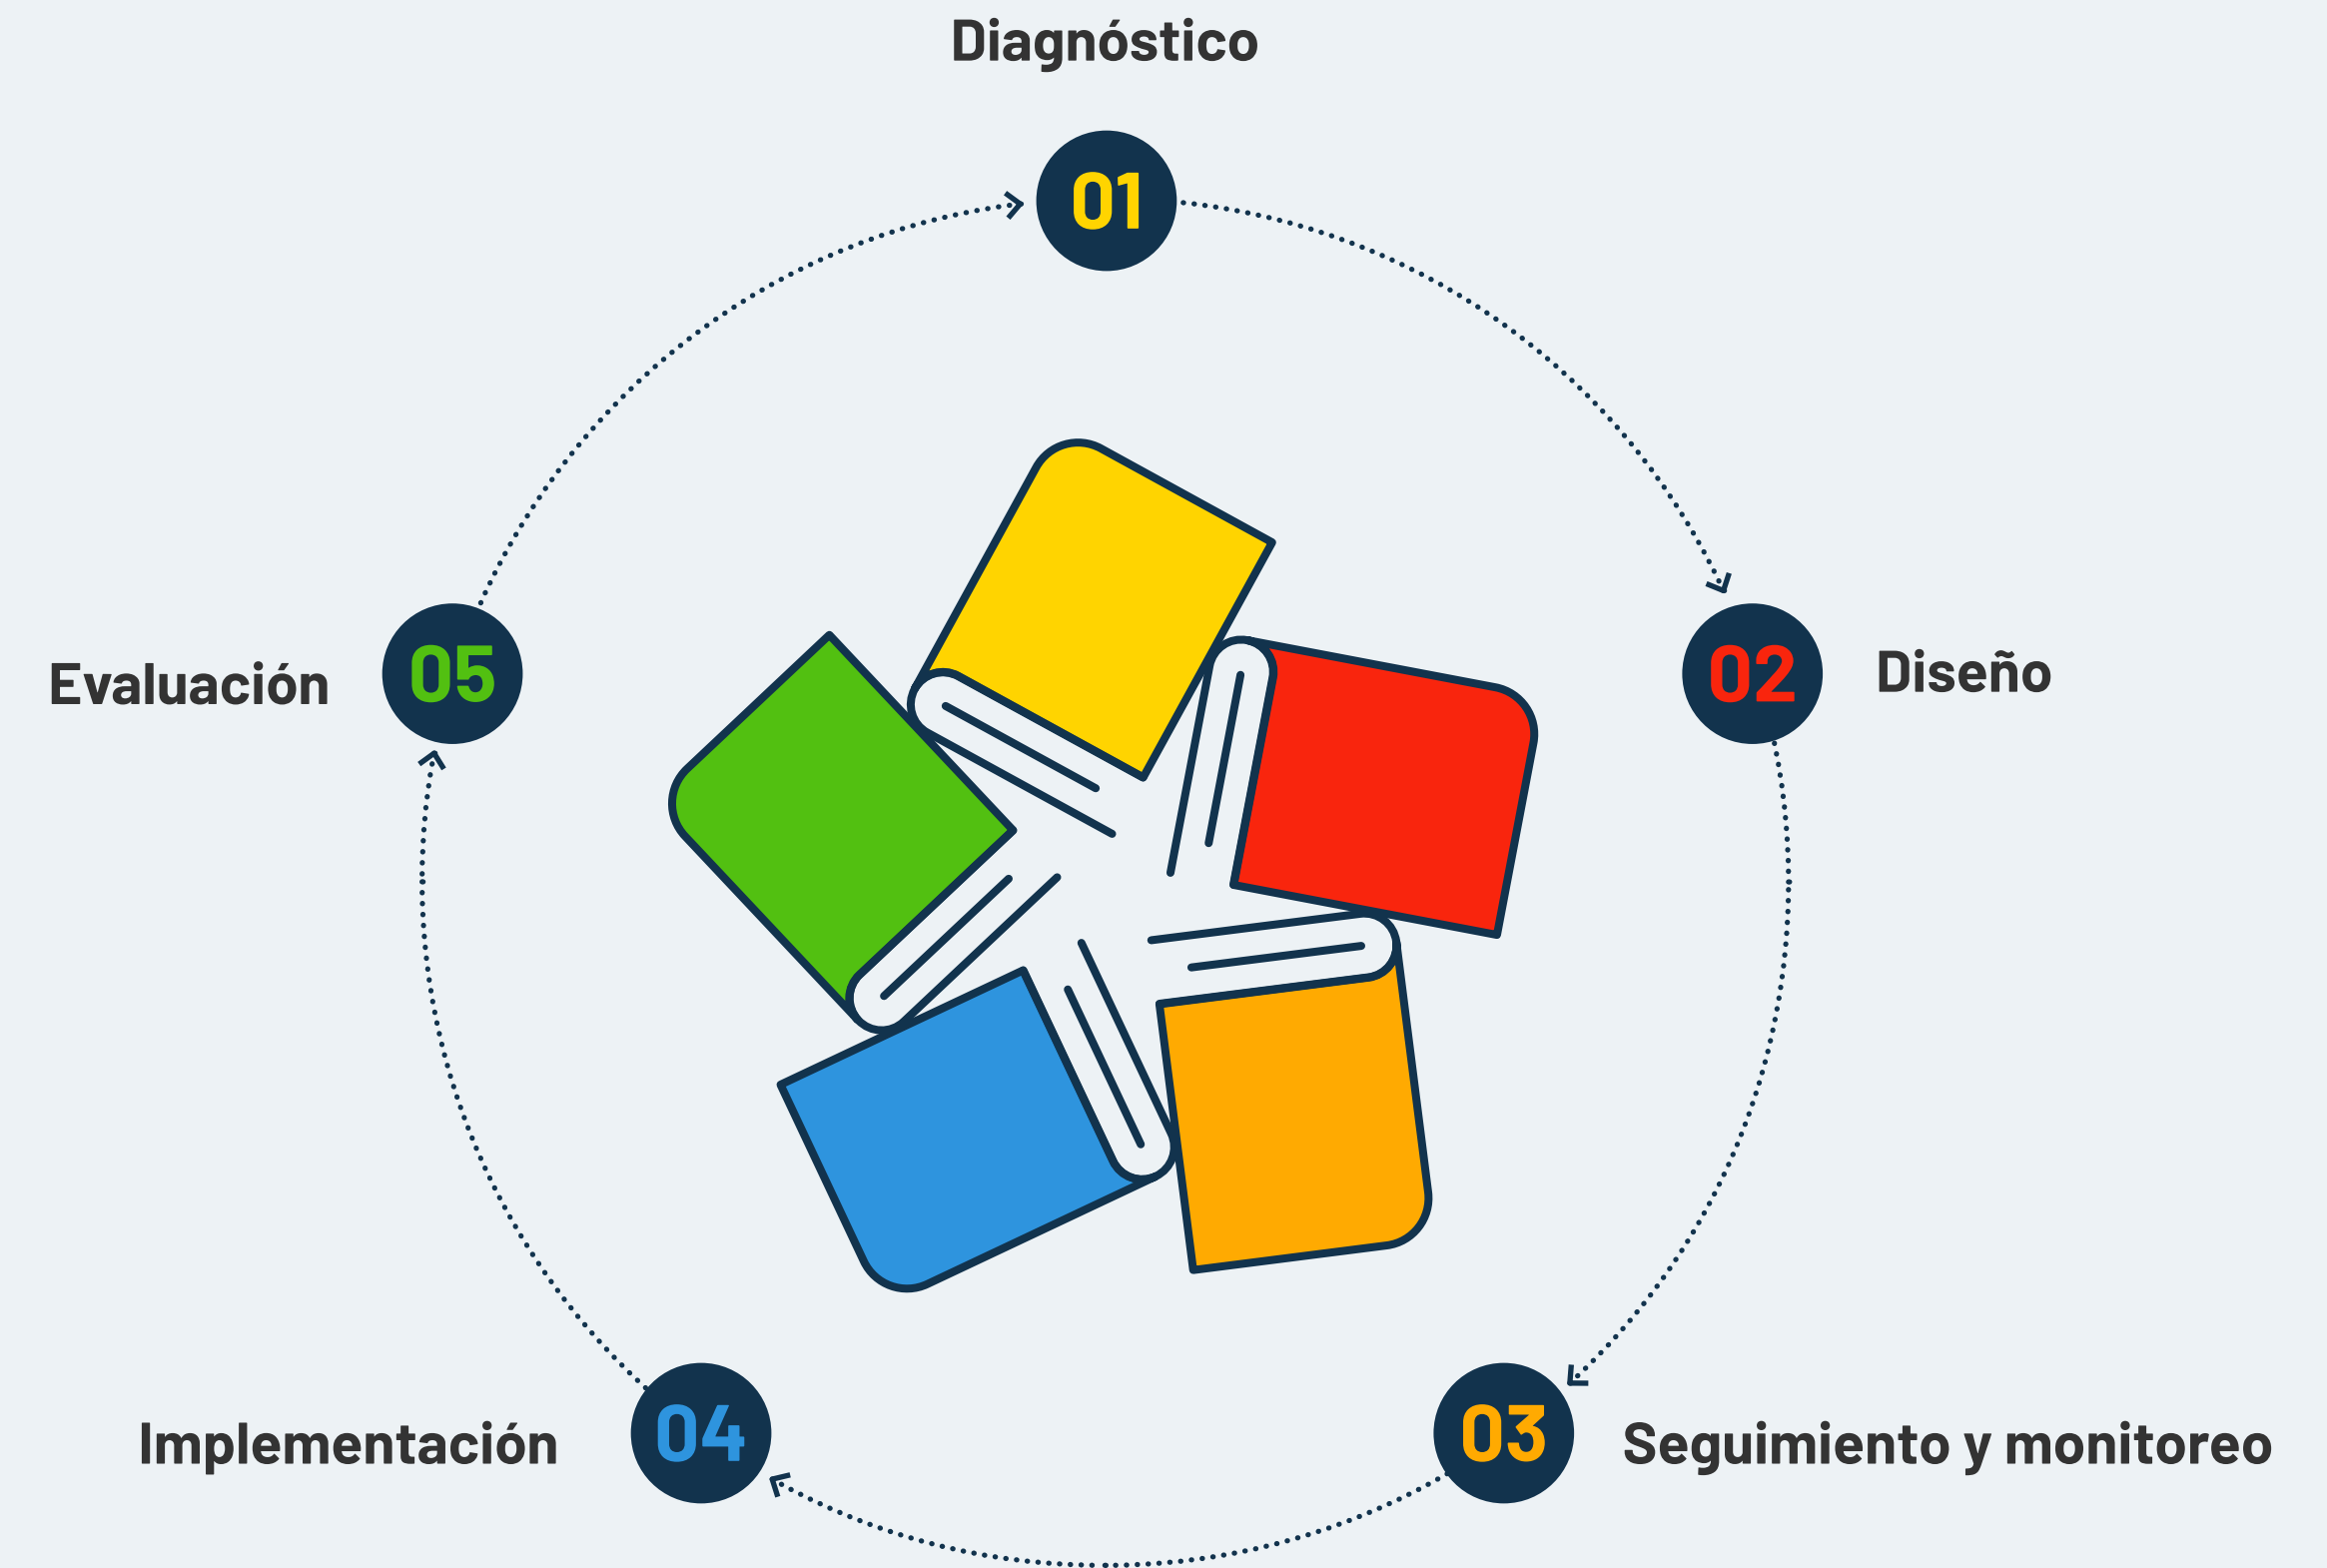 Diagnóstico
01
02
Diseño
03
Seguimiento y monitoreo
04
Implementación
05
Evaluación